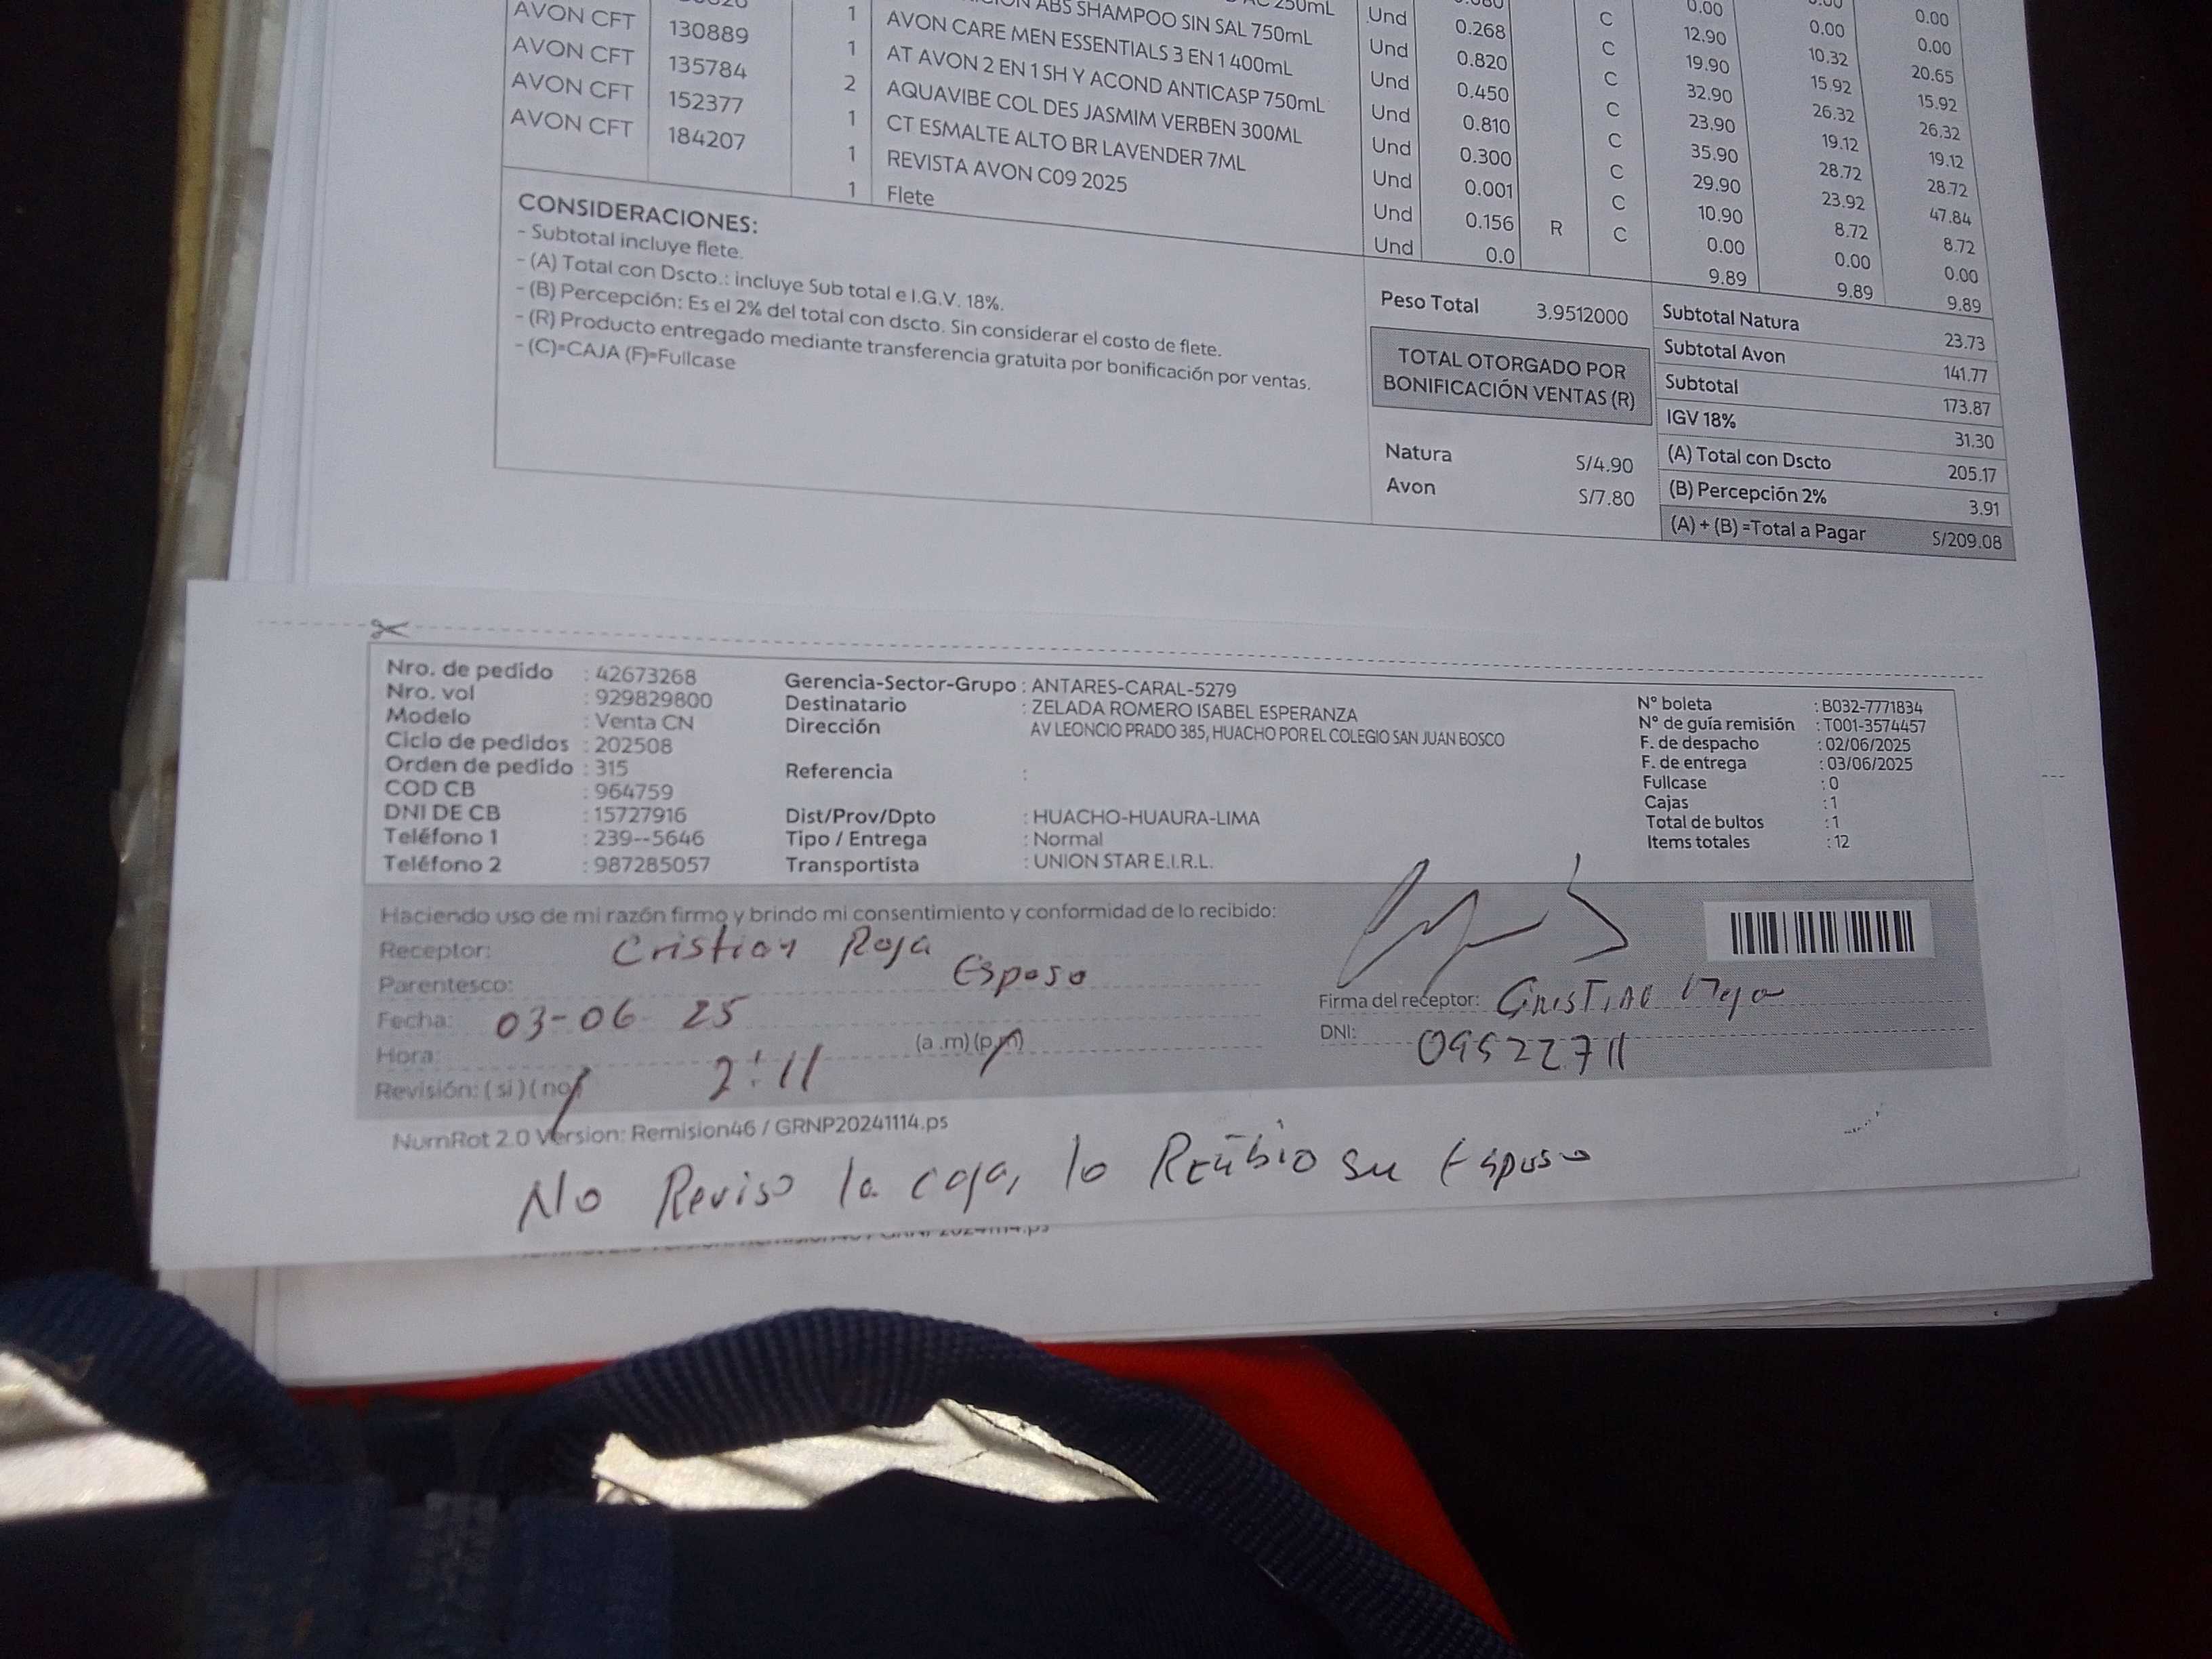 AVON CFT 130889 1 ABS SHAMPOO SIN SAL 750mL Und 0.268 C 12.90 10.32 20.65
AVON CFT 135784 1 AVON CARE MEN ESSENTIALS 3 EN 1 400mL Und 0.820 C 19.90 15.92 15.92
AVON CFT 152377 2 AT AVON 2 EN 1 SH Y ACOND ANTICASP 750mL Und 0.450 C 32.90 26.32 26.32
AVON CFT 184207 1 AQUAVIBE COL DES JASMIM VERBEN 300ML Und 0.810 C 23.90 19.12 19.12
CT ESMALTE ALTO BR LAVENDER 7ML Und 0.300 C 35.90 28.72 28.72
1 REVISTA AVON C09 2025 Und 0.001 C 29.90 23.92 47.84
1 Flete Und 0.156 R C 10.90 8.72 8.72
Und 0.0 0.00 0.00 0.00
9.89 9.89 9.89
CONSIDERACIONES:
- Subtotal incluye flete.
- (A) Total con Dscto.: incluye Sub total e I.G.V. 18%.
- (B) Percepción: Es el 2% del total con dscto. Sin considerar el costo de flete.
- (R) Producto entregado mediante transferencia gratuita por bonificación por ventas.
- (C)=CAJA (F)=Fullcase
Peso Total 3.9512000
TOTAL OTORGADO POR
BONIFICACIÓN VENTAS (R)
Natura S/4.90
Avon S/7.80
Subtotal Natura 23.73
Subtotal Avon 141.77
Subtotal 173.87
IGV 18% 31.30
(A) Total con Dscto 205.17
(B) Percepción 2% 3.91
(A) + (B) =Total a Pagar S/209.08
Nro. de pedido : 42673268
Nro. vol : 929829800
Modelo : Venta CN
Ciclo de pedidos : 202508
Orden de pedido : 315
COD CB : 964759
DNI DE CB : 15727916
Teléfono 1 : 239--5646
Teléfono 2 : 987285057
Gerencia-Sector-Grupo : ANTARES-CARAL-5279
Destinatario : ZELADA ROMERO ISABEL ESPERANZA
Dirección AV LEONCIO PRADO 385, HUACHO POR EL COLEGIO SAN JUAN BOSCO
Referencia :
Dist/Prov/Dpto : HUACHO-HUAURA-LIMA
Tipo / Entrega : Normal
Transportista : UNION STAR E.I.R.L.
N° boleta : B032-7771834
N° de guía remisión : T001-3574457
F. de despacho : 02/06/2025
F. de entrega : 03/06/2025
Fullcase : 0
Cajas : 1
Total de bultos : 1
Items totales : 12
Haciendo uso de mi razón firmo y brindo mi consentimiento y conformidad de lo recibido:
Receptor: Cristian Roja
Parentesco: Esposo
Fecha: 03-06 25
Hora: 2:11 (a.m) (p.m)
Revisión: ( si ) ( no )
Firma del receptor:
DNI: 09522711
NumRot 2.0 Version: Remision46 / GRNP20241114.ps
No Reviso la caja, lo Recibio su Esposo